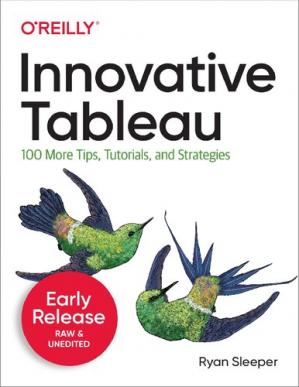 O'REILLY®
Innovative
Tableau
100 More Tips, Tutorials, and Strategies
Early
Release
RAW &
UNEDITED
Ryan Sleeper